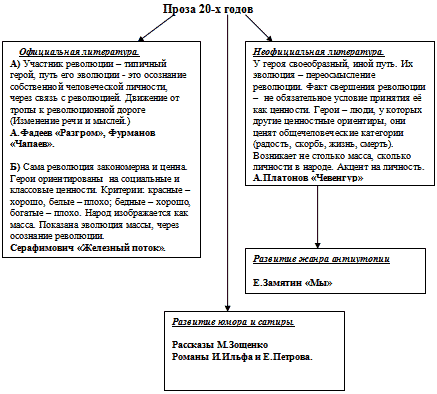 Проза 20-х годов
Официальная литература.
А) Участник революции – типичный
герой, путь его эволюции - это осознание
собственной человеческой личности,
через связь с революцией. Движение от
тропы к революционной дороге
(Изменение речи и мыслей.)
А.Фадеев «Разгром», Фурманов
«Чапаев».
Б) Сама революция закономерна и ценна.
Герои ориентированы на социальные и
классовые ценности. Критерии: красные –
хорошо, белые – плохо; бедные – хорошо,
богатые – плохо. Народ изображается как
масса. Показана эволюция массы, через
осознание революции.
Серафимович «Железный поток».
Неофициальная литература.
У героя своеобразный, иной путь. Их
эволюция – переосмысление
революции. Факт свершения революции
– не обязательное условие принятия её
как ценности. Герои – люди, у которых
другие ценностные ориентиры, они
ценят общечеловеческие категории
(радость, скорбь, жизнь, смерть).
Возникает не столько масса, сколько
личности в народе. Акцент на личность.
А.Платонов «Чевенгур»
Развитие жанра антиутопии
Е.Замятин «Мы»
Развитие юмора и сатиры.
Рассказы М.Зощенко
Романы И.Ильфа и Е.Петрова.